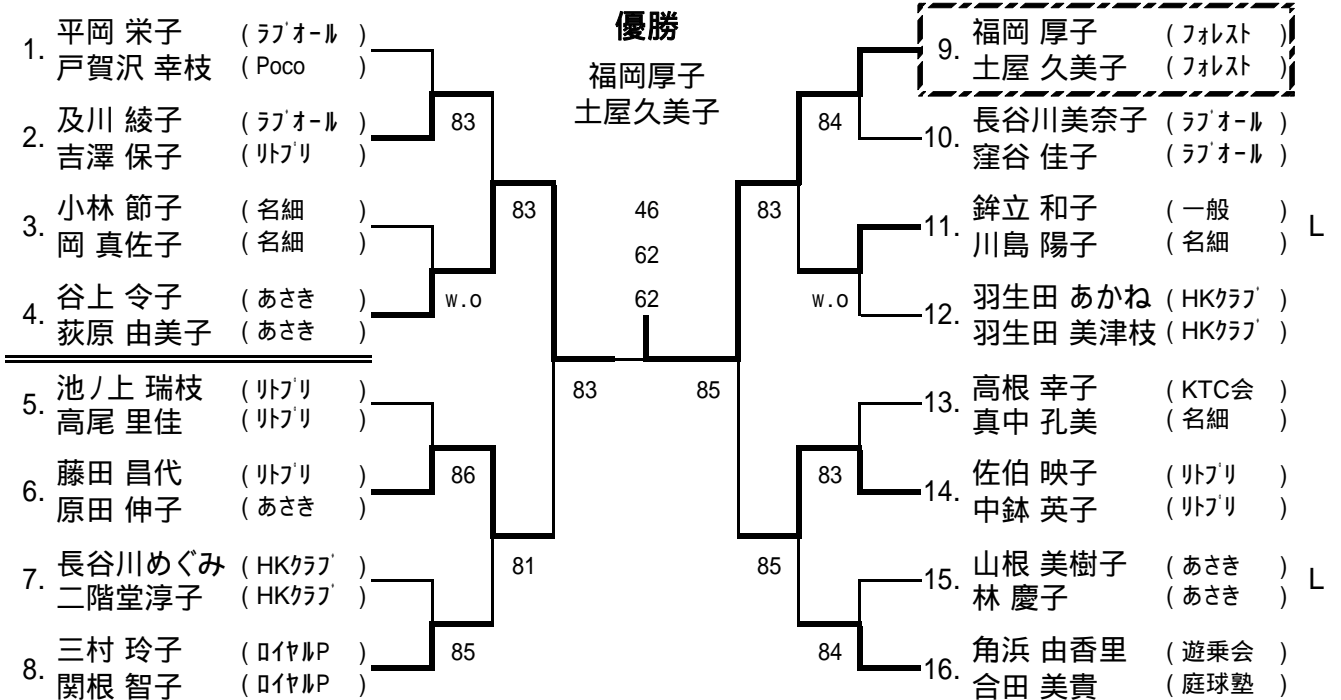 優勝
福岡厚子
土屋久美子
1. 平岡 栄子 (ﾗﾌﾞｵｰﾙ)
戸賀沢 幸枝 (Poco)
2. 及川 綾子 (ﾗﾌﾞｵｰﾙ)
吉澤 保子 (ﾘﾄﾌﾟﾘ)
83
3. 小林 節子 (名細)
岡 真佐子 (名細)
4. 谷上 令子 (あさき)
荻原 由美子 (あさき)
w.o
83
5. 池ノ上 瑞枝 (ﾘﾄﾌﾟﾘ)
高尾 里佳 (ﾘﾄﾌﾟﾘ)
6. 藤田 昌代 (ﾘﾄﾌﾟﾘ)
原田 伸子 (あさき)
86
7. 長谷川めぐみ (HKｸﾗﾌﾞ)
二階堂淳子 (HKｸﾗﾌﾞ)
8. 三村 玲子 (ﾛｲﾔﾙP)
関根 智子 (ﾛｲﾔﾙP)
85
81
83
46
62
62
85
9. 福岡 厚子 (ﾌｫﾚｽﾄ)
土屋 久美子 (ﾌｫﾚｽﾄ)
10. 長谷川美奈子 (ﾗﾌﾞｵｰﾙ)
窪谷 佳子 (ﾗﾌﾞｵｰﾙ)
84
11. 鉾立 和子 (一般)
川島 陽子 (名細)
L
12. 羽生田 あかね (HKｸﾗﾌﾞ)
羽生田 美津枝 (HKｸﾗﾌﾞ)
w.o
83
13. 高根 幸子 (KTC会)
真中 孔美 (名細)
14. 佐伯 映子 (ﾘﾄﾌﾟﾘ)
中鉢 英子 (ﾘﾄﾌﾟﾘ)
83
15. 山根 美樹子 (あさき)
林 慶子 (あさき)
L
16. 角浜 由香里 (遊乗会)
合田 美貴 (庭球塾)
84
85